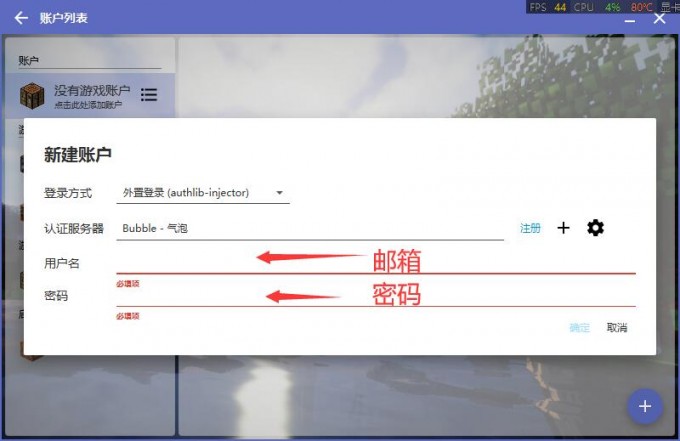 账户列表
FPS 44 CPU 4% 80℃ 显卡
账户
没有游戏账户
点击此处添加账户
新建账户
登录方式 外置登录 (authlib-injector)
认证服务器 Bubble - 气泡 注册
用户名 邮箱
必填项
密码 密码
必填项
确定 取消